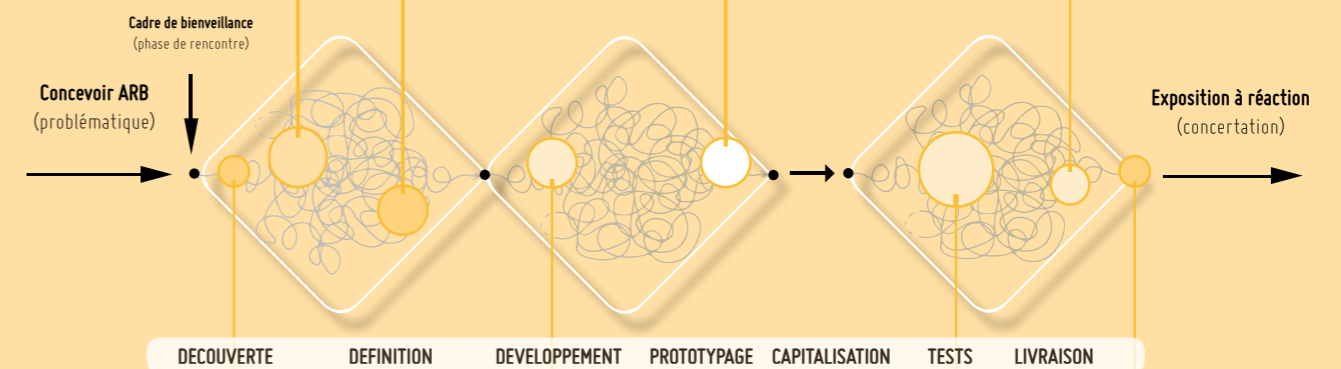 Cadre de bienveillance
(phase de rencontre)
Concevoir ARB
(problématique)
Exposition à réaction
(concertation)
DECOUVERTE
DEFINITION
DEVELOPPEMENT
PROTOTYPAGE
CAPITALISATION
TESTS
LIVRAISON